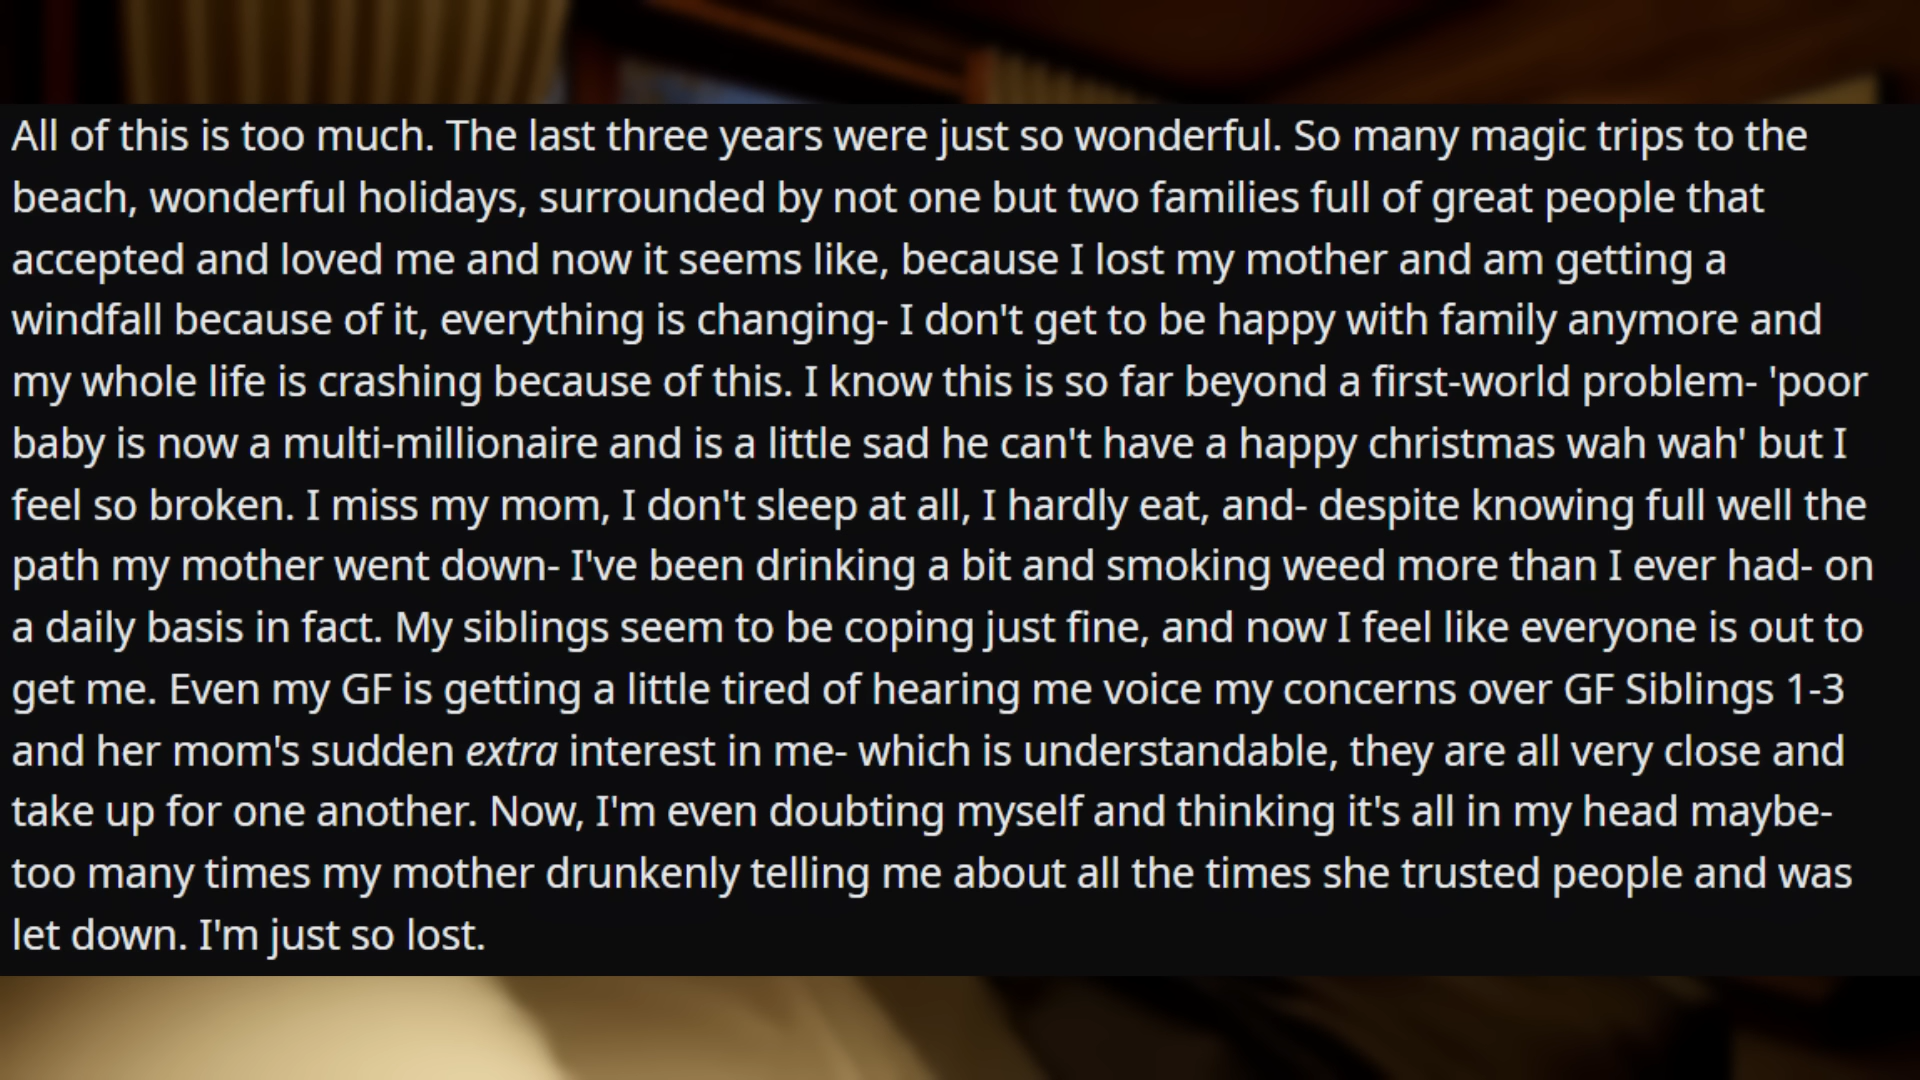 All of this is too much. The last three years were just so wonderful. So many magic trips to the
beach, wonderful holidays, surrounded by not one but two families full of great people that
accepted and loved me and now it seems like, because I lost my mother and am getting a
windfall because of it, everything is changing- I don't get to be happy with family anymore and
my whole life is crashing because of this. I know this is so far beyond a first-world problem- 'poor
baby is now a multi-millionaire and is a little sad he can't have a happy christmas wah wah' but I
feel so broken. I miss my mom, I don't sleep at all, I hardly eat, and- despite knowing full well the
path my mother went down- I've been drinking a bit and smoking weed more than I ever had- on
a daily basis in fact. My siblings seem to be coping just fine, and now I feel like everyone is out to
get me. Even my GF is getting a little tired of hearing me voice my concerns over GF Siblings 1-3
and her mom's sudden extra interest in me- which is understandable, they are all very close and
take up for one another. Now, I'm even doubting myself and thinking it's all in my head maybe-
too many times my mother drunkenly telling me about all the times she trusted people and was
let down. I'm just so lost.